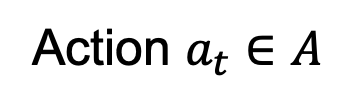 Action 𝑎ₜ ∈ 𝐴